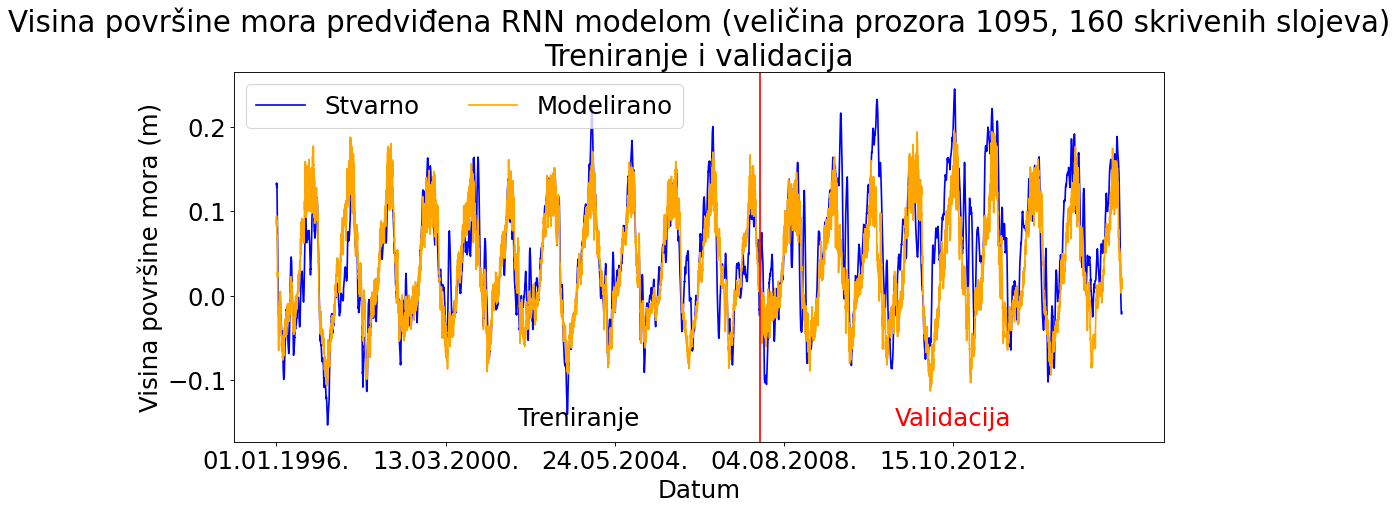 Visina površine mora predviđena RNN modelom (veličina prozora 1095, 160 skrivenih slojeva)
Treniranje i validacija
Stvarno
Modelirano
Visina površine mora (m)
0.2
0.1
0.0
−0.1
Treniranje
Validacija
01.01.1996.
13.03.2000.
24.05.2004.
04.08.2008.
15.10.2012.
Datum